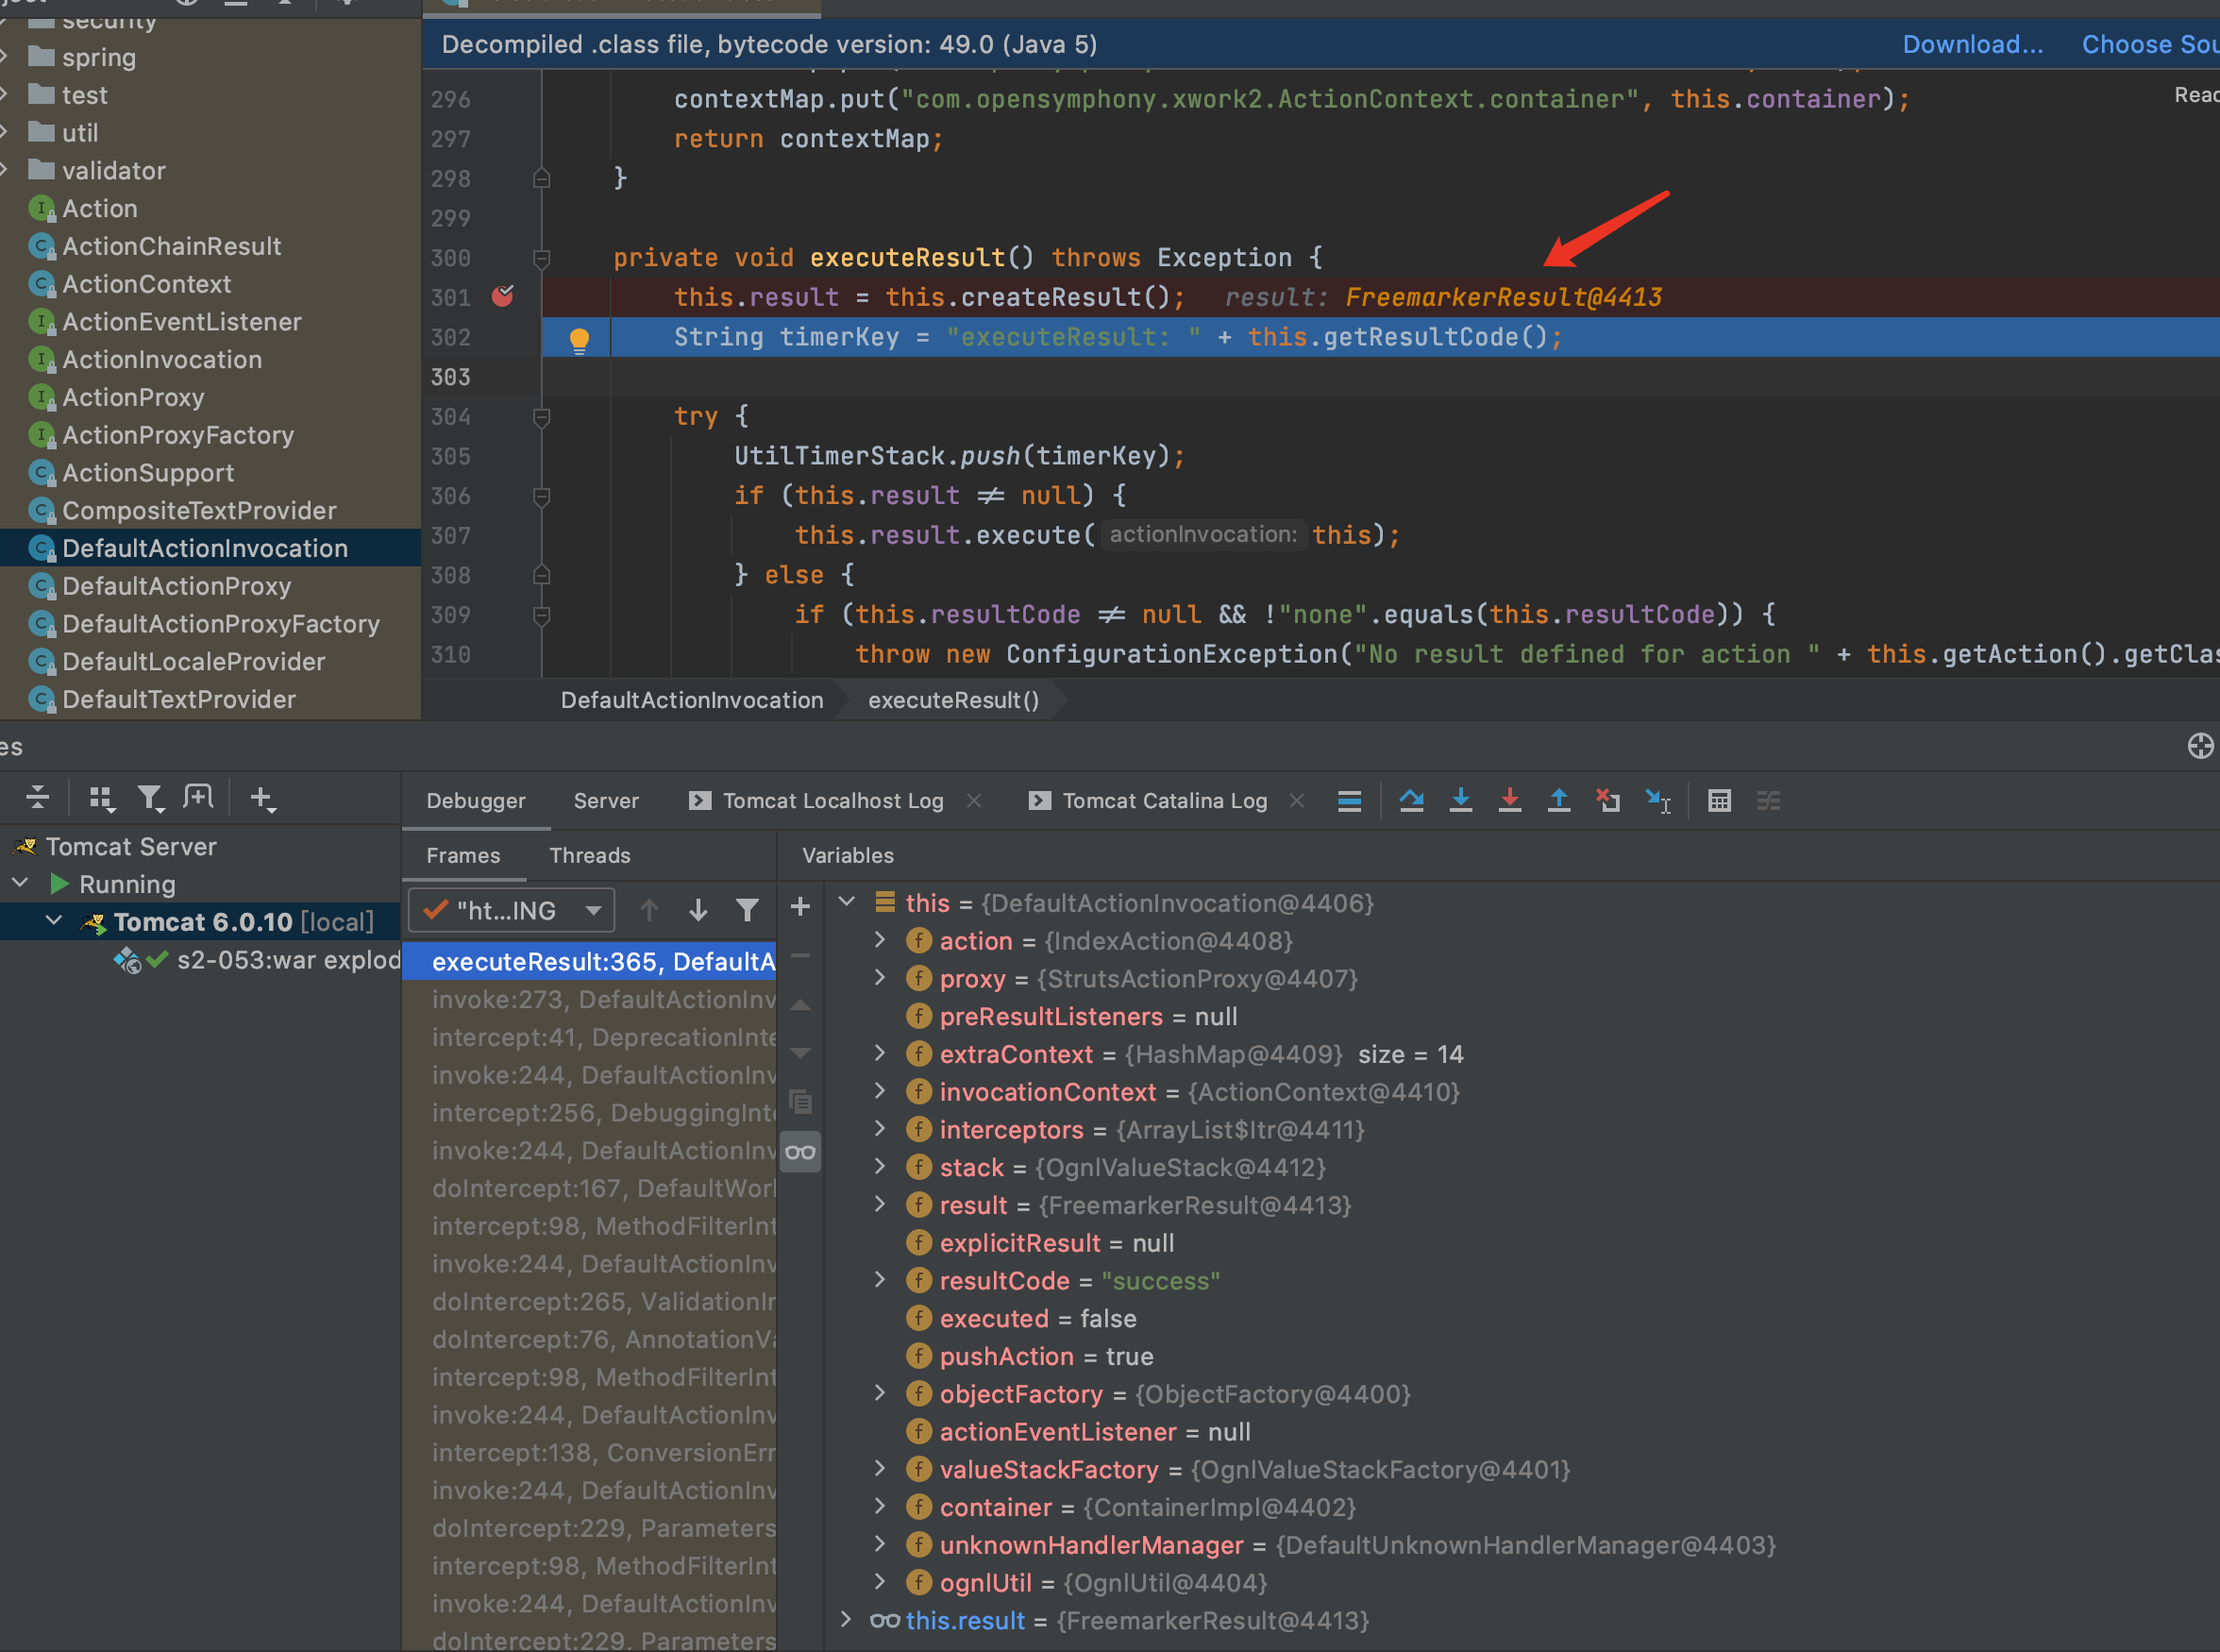 security
spring
test
util
validator
Action
ActionChainResult
ActionContext
ActionEventListener
ActionInvocation
ActionProxy
ActionProxyFactory
ActionSupport
CompositeTextProvider
DefaultActionInvocation
DefaultActionProxy
DefaultActionProxyFactory
DefaultLocaleProvider
DefaultTextProvider
Decompiled .class file, bytecode version: 49.0 (Java 5)
Download... Choose Sou
Read
296 contextMap.put("com.opensymphony.xwork2.ActionContext.container", this.container);
297 return contextMap;
298 }
299
300 private void executeResult() throws Exception {
301 this.result = this.createResult(); result: FreemarkerResult@4413
302 String timerKey = "executeResult: " + this.getResultCode();
303
304 try {
305 UtilTimerStack.push(timerKey);
306 if (this.result ≠ null) {
307 this.result.execute( actionInvocation: this);
308 } else {
309 if (this.resultCode ≠ null && !"none".equals(this.resultCode)) {
310 throw new ConfigurationException("No result defined for action " + this.getAction().getClas
DefaultActionInvocation executeResult()
es
Tomcat Server
Running
Tomcat 6.0.10 [local]
s2-053:war explod
Debugger Server Tomcat Localhost Log Tomcat Catalina Log
Frames Threads
"ht...ING
executeResult:365, DefaultA
invoke:273, DefaultActionInv
intercept:41, DeprecationInte
invoke:244, DefaultActionInv
intercept:256, DebuggingInte
invoke:244, DefaultActionInv
doIntercept:167, DefaultWor
intercept:98, MethodFilterInt
invoke:244, DefaultActionInv
doIntercept:265, ValidationIn
doIntercept:76, AnnotationVa
intercept:98, MethodFilterInt
invoke:244, DefaultActionInv
intercept:138, ConversionErr
invoke:244, DefaultActionInv
doIntercept:229, Parameters
intercept:98, MethodFilterInt
invoke:244, DefaultActionInv
doIntercept:229, Parameters
Variables
this = {DefaultActionInvocation@4406}
action = {IndexAction@4408}
proxy = {StrutsActionProxy@4407}
preResultListeners = null
extraContext = {HashMap@4409} size = 14
invocationContext = {ActionContext@4410}
interceptors = {ArrayList$Itr@4411}
stack = {OgnlValueStack@4412}
result = {FreemarkerResult@4413}
explicitResult = null
resultCode = "success"
executed = false
pushAction = true
objectFactory = {ObjectFactory@4400}
actionEventListener = null
valueStackFactory = {OgnlValueStackFactory@4401}
container = {ContainerImpl@4402}
unknownHandlerManager = {DefaultUnknownHandlerManager@4403}
ognlUtil = {OgnlUtil@4404}
this.result = {FreemarkerResult@4413}